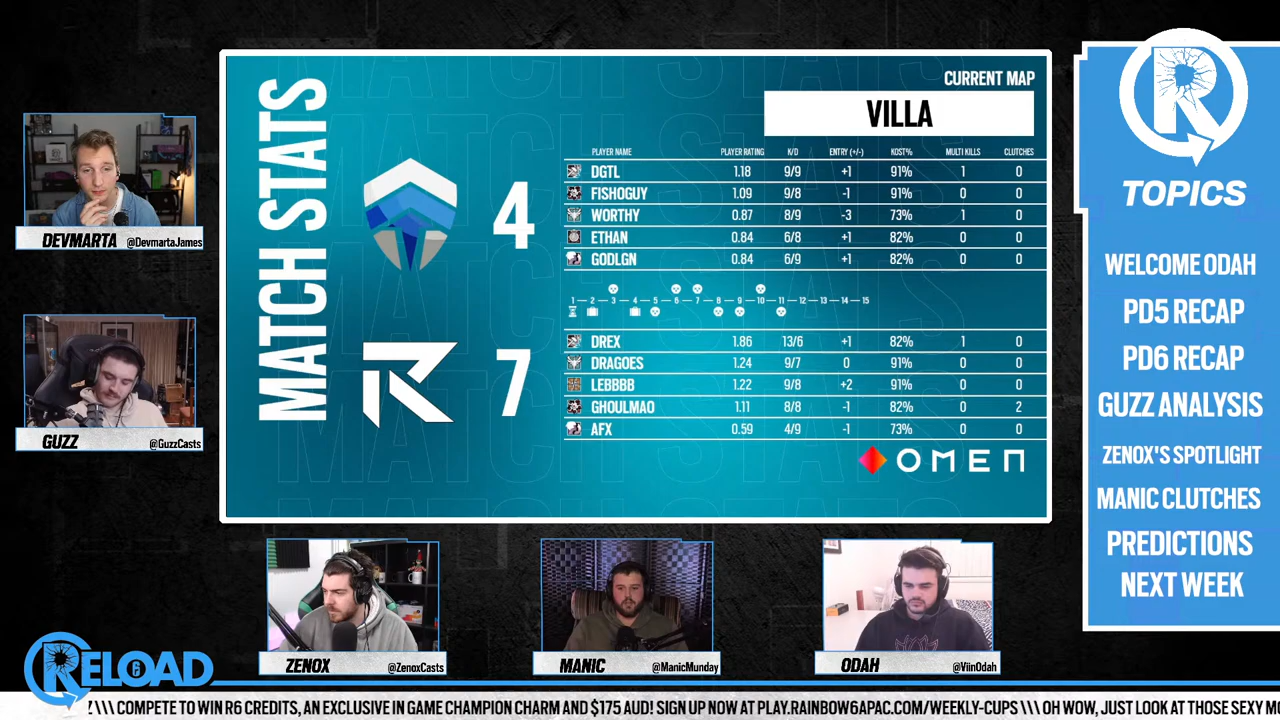 MATCH STATS
CURRENT MAP
VILLA
PLAYER NAME PLAYER RATING K/D ENTRY (+/-) KOST% MULTI KILLS CLUTCHES
DGTL 1.18 9/9 +1 91% 1 0
FISHOGUY 1.09 9/8 -1 91% 0 0
WORTHY 0.87 8/9 -3 73% 1 0
ETHAN 0.84 6/8 +1 82% 0 0
GODLGN 0.84 6/9 +1 82% 0 0
4
1 2 3 4 5 6 7 8 9 10 11 12 13 14 15
7
DREX 1.86 13/6 +1 82% 1 0
DRAGOES 1.24 9/7 0 91% 0 0
LEBBBB 1.22 9/8 +2 91% 0 0
GHOULMAO 1.11 8/8 -1 82% 0 2
AFX 0.59 4/9 -1 73% 0 0
OMEN
DEVMARTA @DevmartaJames
GUZZ @GuzzCasts
ZENOX @ZenoxCasts
MANIC @ManicMunday
ODAH @ViinOdah
R
TOPICS
WELCOME ODAH
PD5 RECAP
PD6 RECAP
GUZZ ANALYSIS
ZENOX'S SPOTLIGHT
MANIC CLUTCHES
PREDICTIONS
NEXT WEEK
RELOAD 6
Z \\\ COMPETE TO WIN R6 CREDITS, AN EXCLUSIVE IN GAME CHAMPION CHARM AND $175 AUD! SIGN UP NOW AT PLAY.RAINBOW6APAC.COM/WEEKLY-CUPS \\\ OH WOW, JUST LOOK AT THOSE SEXY